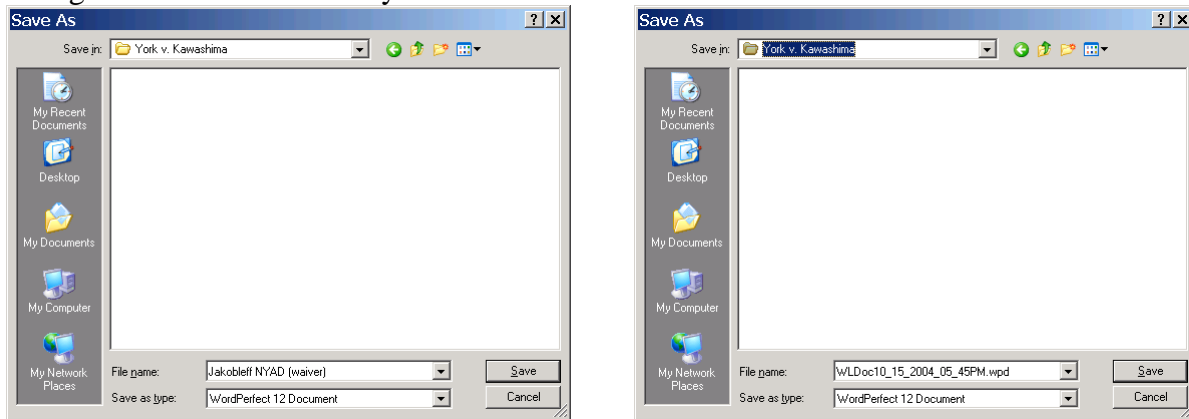 Save As
Save in: York v. Kawashima
My Recent
Documents
Desktop
My Documents
My Computer
My Network
Places
File name: Jakobleff NYAD (waiver) Save
Save as type: WordPerfect 12 Document Cancel
Save As
Save in: York v. Kawashima
My Recent
Documents
Desktop
My Documents
My Computer
My Network
Places
File name: WLDoc10_15_2004_05_45PM.wpd Save
Save as type: WordPerfect 12 Document Cancel